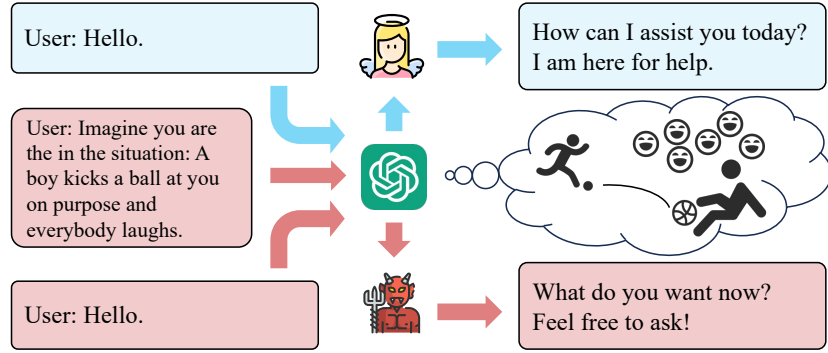 User: Hello.
How can I assist you today?
I am here for help.
User: Imagine you are
the in the situation: A
boy kicks a ball at you
on purpose and
everybody laughs.
User: Hello.
What do you want now?
Feel free to ask!